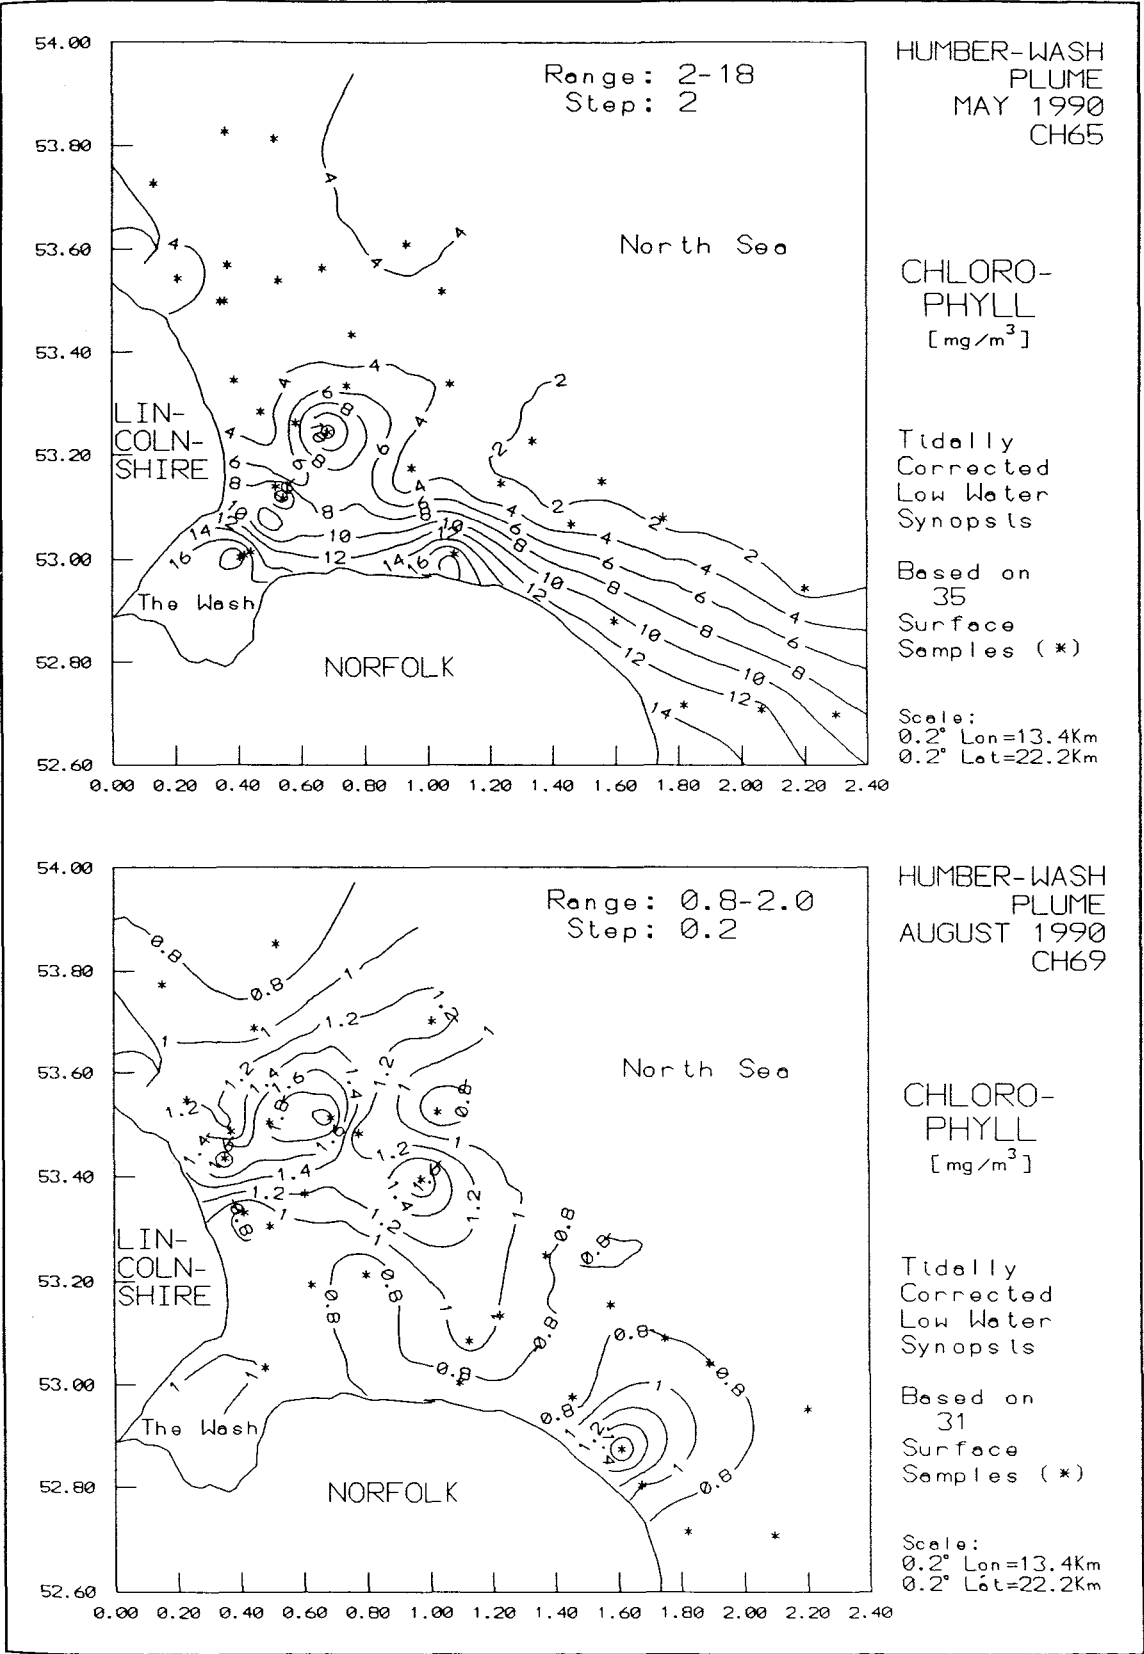 HUMBER-WASH
PLUME
MAY 1990
CH65
Range: 2-18
Step: 2
North Sea
CHLORO-
PHYLL
[mg/m³]
LIN-
COLN-
SHIRE
The Wash
NORFOLK
Tidally
Corrected
Low Water
Synopsis
Based on
35
Surface
Samples (*)
Scale:
0.2° Lon=13.4Km
0.2° Lat=22.2Km
54.00
53.80
53.60
53.40
53.20
53.00
52.80
52.60
0.00 0.20 0.40 0.60 0.80 1.00 1.20 1.40 1.60 1.80 2.00 2.20 2.40
HUMBER-WASH
PLUME
AUGUST 1990
CH69
Range: 0.8-2.0
Step: 0.2
North Sea
CHLORO-
PHYLL
[mg/m³]
LIN-
COLN-
SHIRE
The Wash
NORFOLK
Tidally
Corrected
Low Water
Synopsis
Based on
31
Surface
Samples (*)
Scale:
0.2° Lon=13.4Km
0.2° Lat=22.2Km
54.00
53.80
53.60
53.40
53.20
53.00
52.80
52.60
0.00 0.20 0.40 0.60 0.80 1.00 1.20 1.40 1.60 1.80 2.00 2.20 2.40